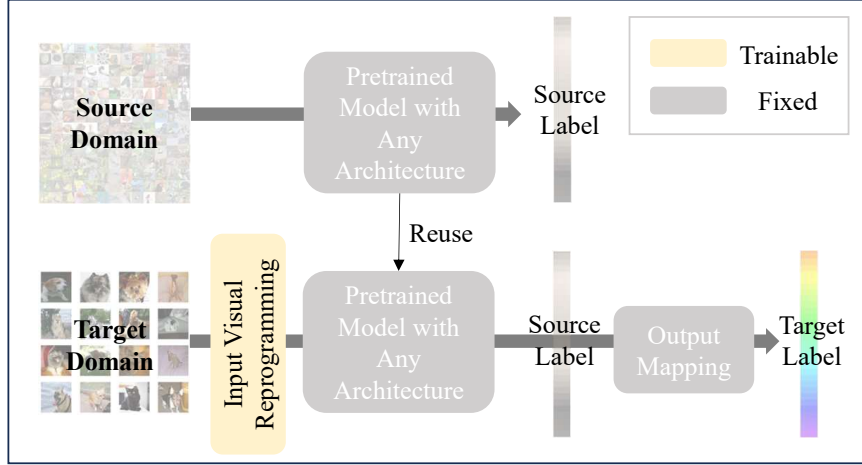 Source
Domain
Pretrained
Model with
Any
Architecture
Source
Label
Trainable
Fixed
Reuse
Target
Domain
Input Visual
Reprogramming
Pretrained
Model with
Any
Architecture
Source
Label
Output
Mapping
Target
Label